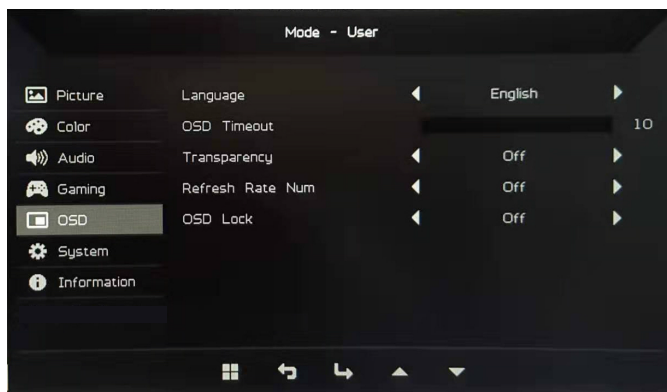 Mode - User
Picture
Language English
Color OSD Timeout 10
Audio Transparency Off
Gaming Refresh Rate Num Off
OSD OSD Lock Off
System
Information